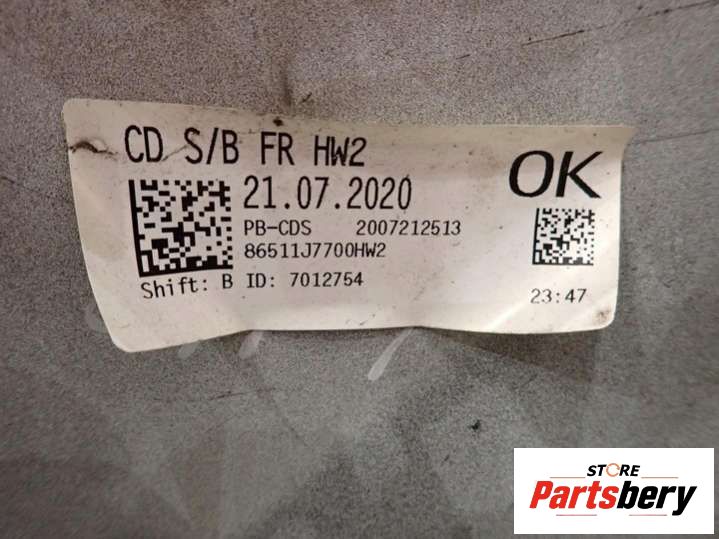 CD S/B FR HW2
OK
21.07.2020
PB-CDS 2007212513
86511J7700HW2
Shift: B ID: 7012754
23:47
STORE
Partsbery